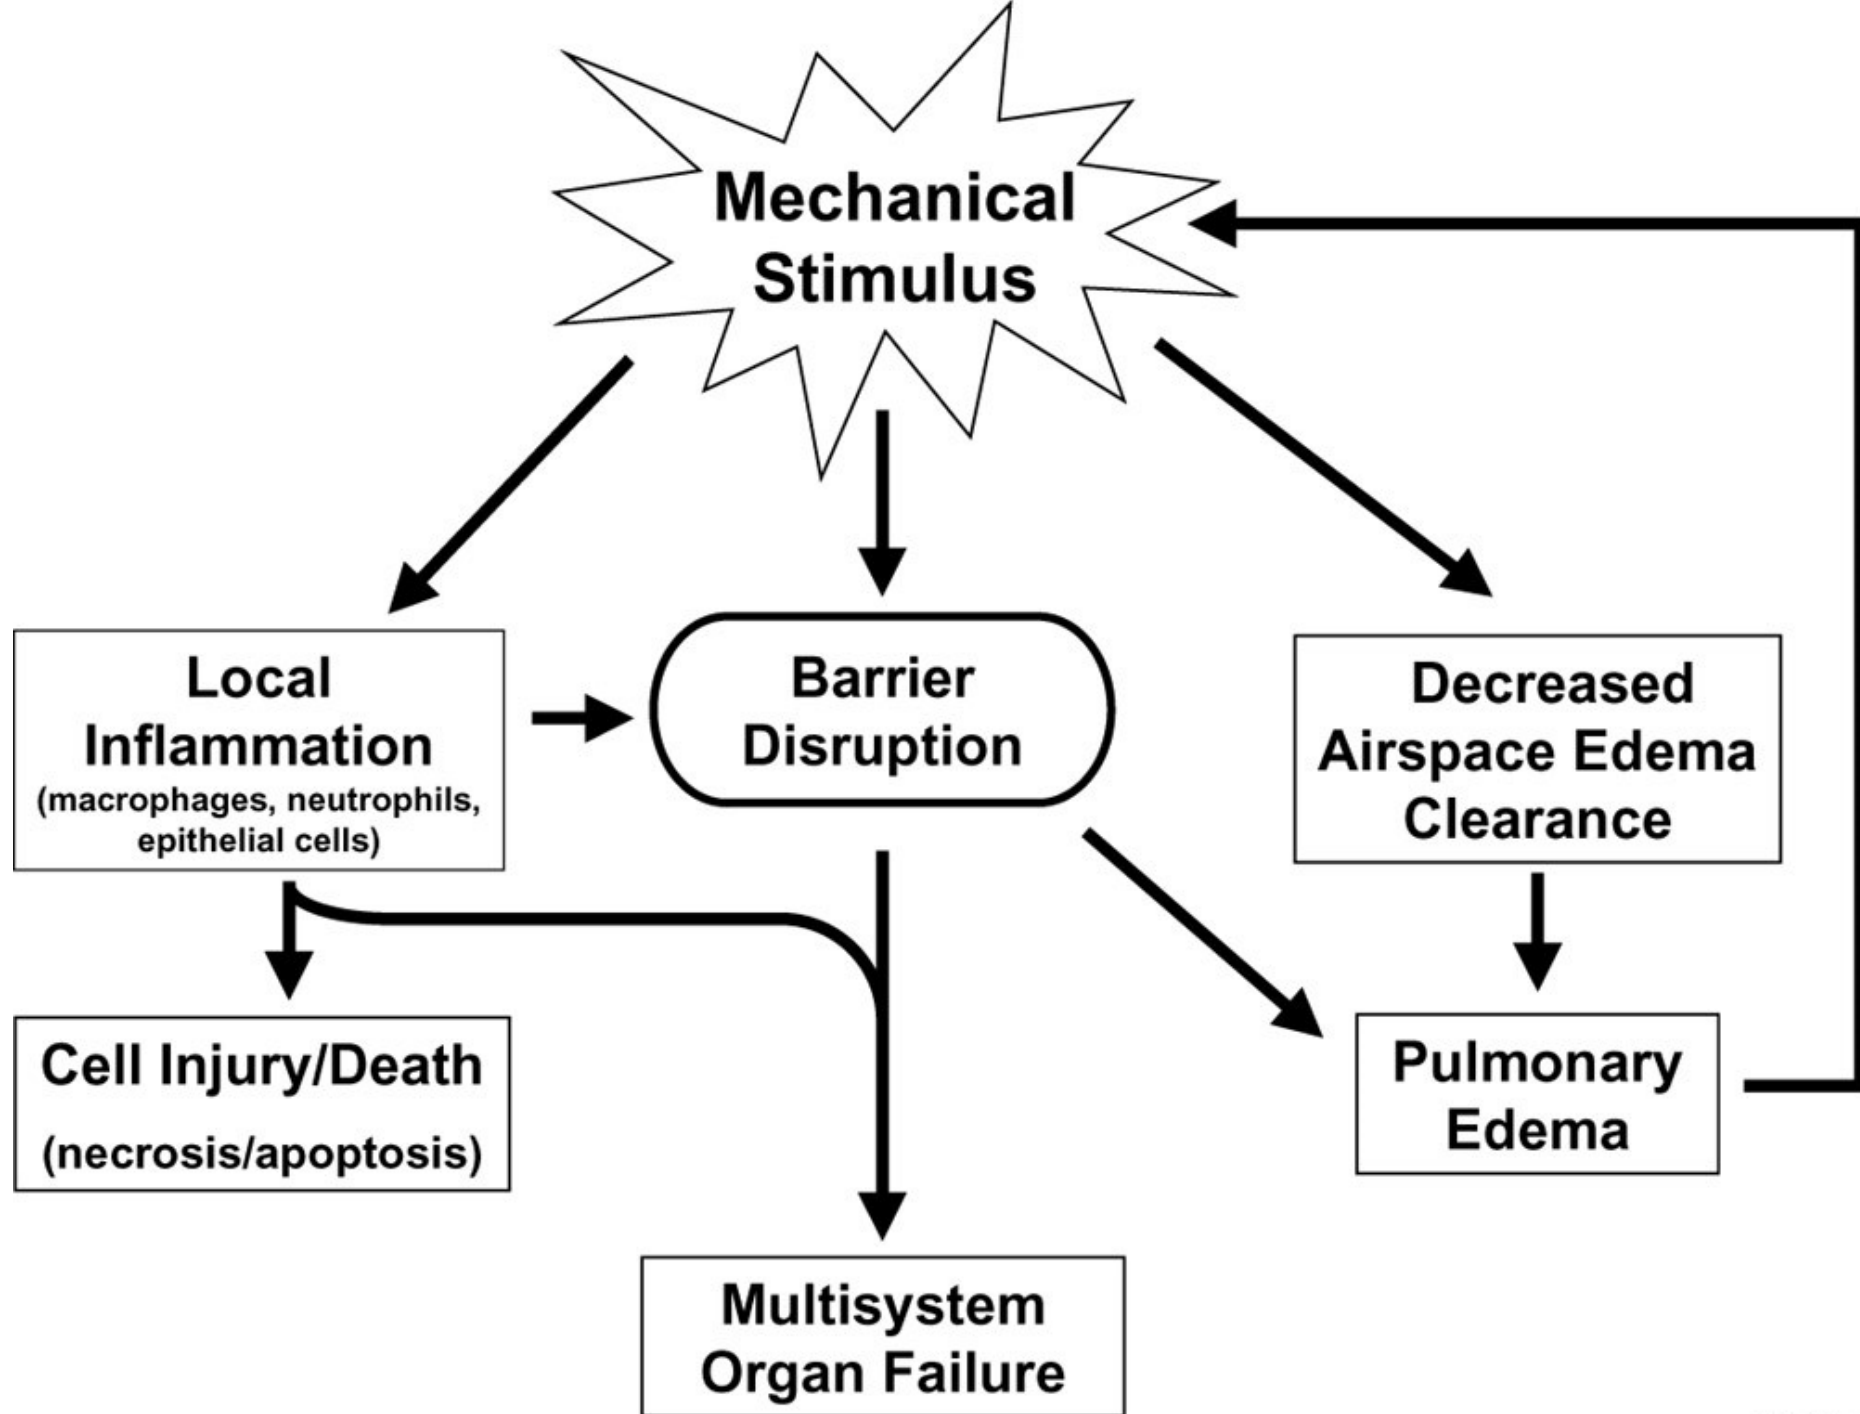 Mechanical
Stimulus
Local
Inflammation
(macrophages, neutrophils,
epithelial cells)
Barrier
Disruption
Decreased
Airspace Edema
Clearance
Cell Injury/Death
(necrosis/apoptosis)
Pulmonary
Edema
Multisystem
Organ Failure